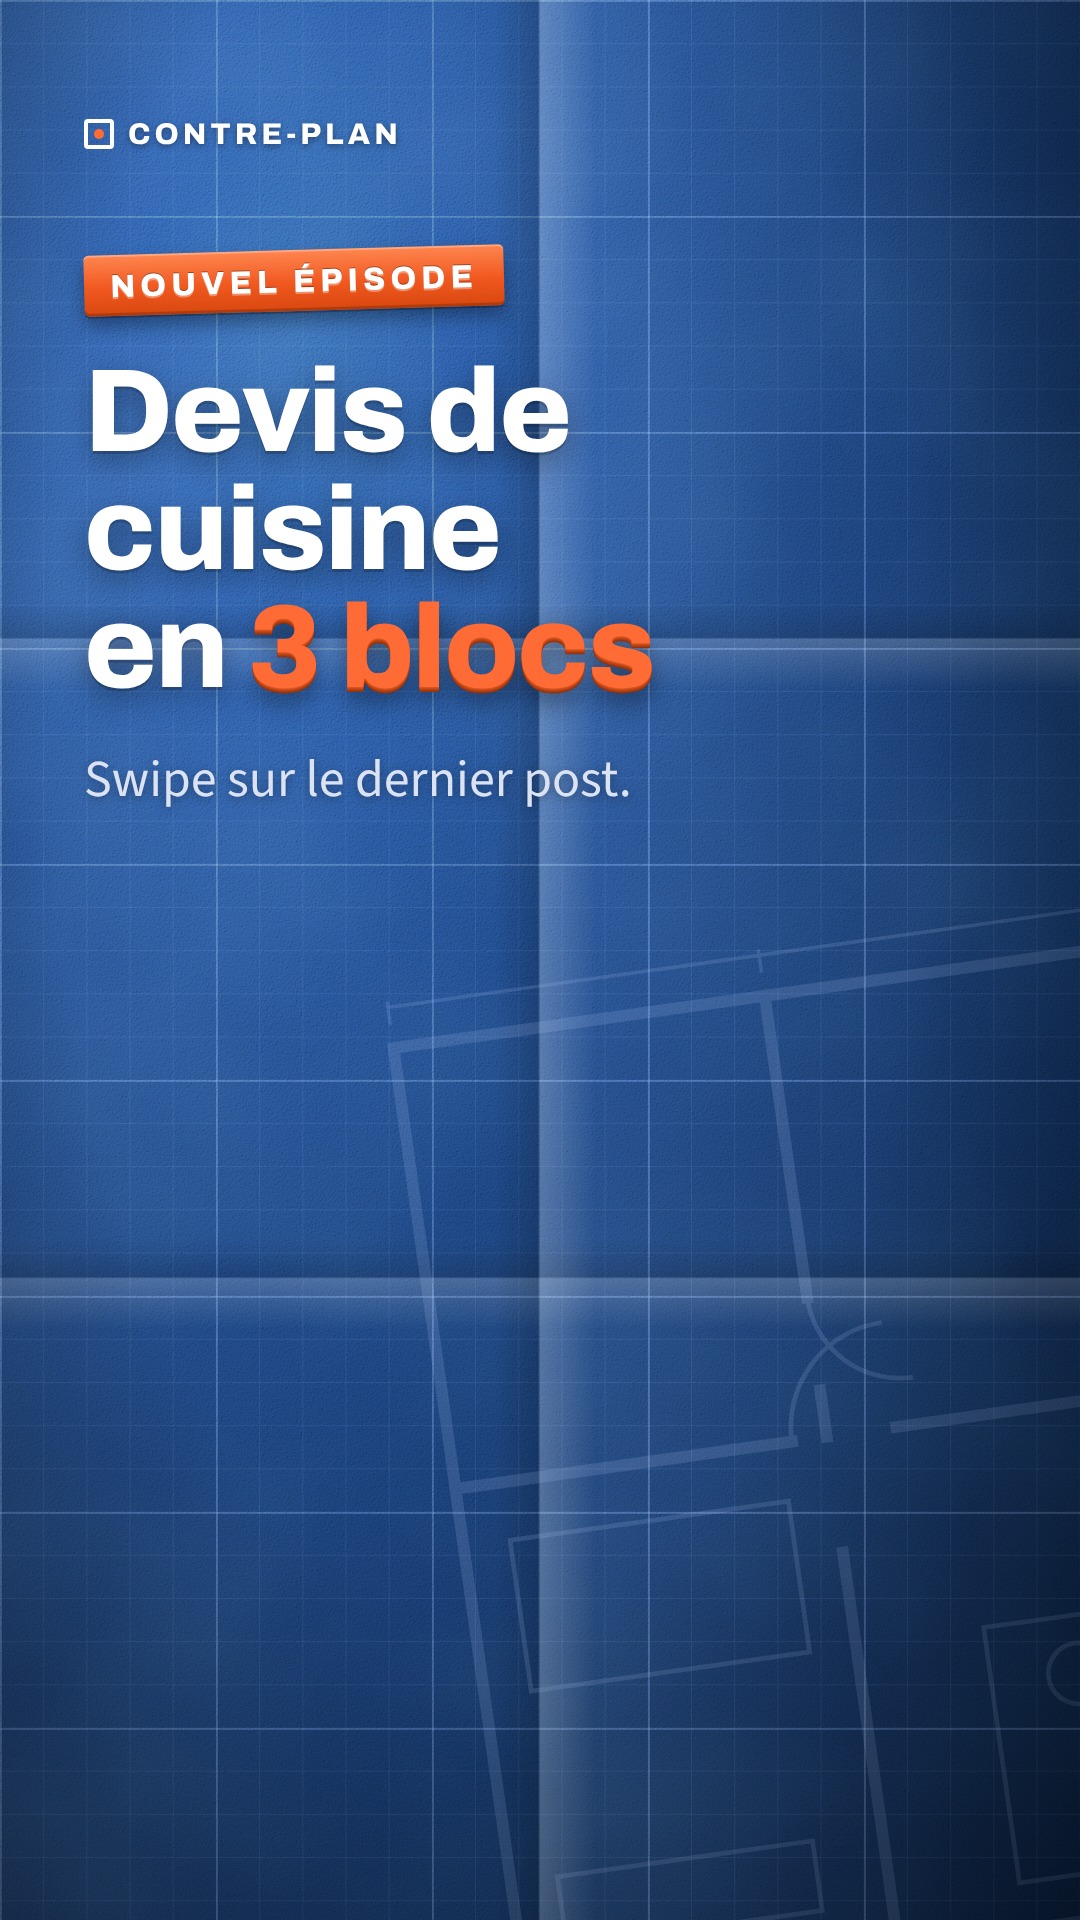 CONTRE-PLAN
NOUVEL ÉPISODE
Devis de
cuisine
en 3 blocs
Swipe sur le dernier post.